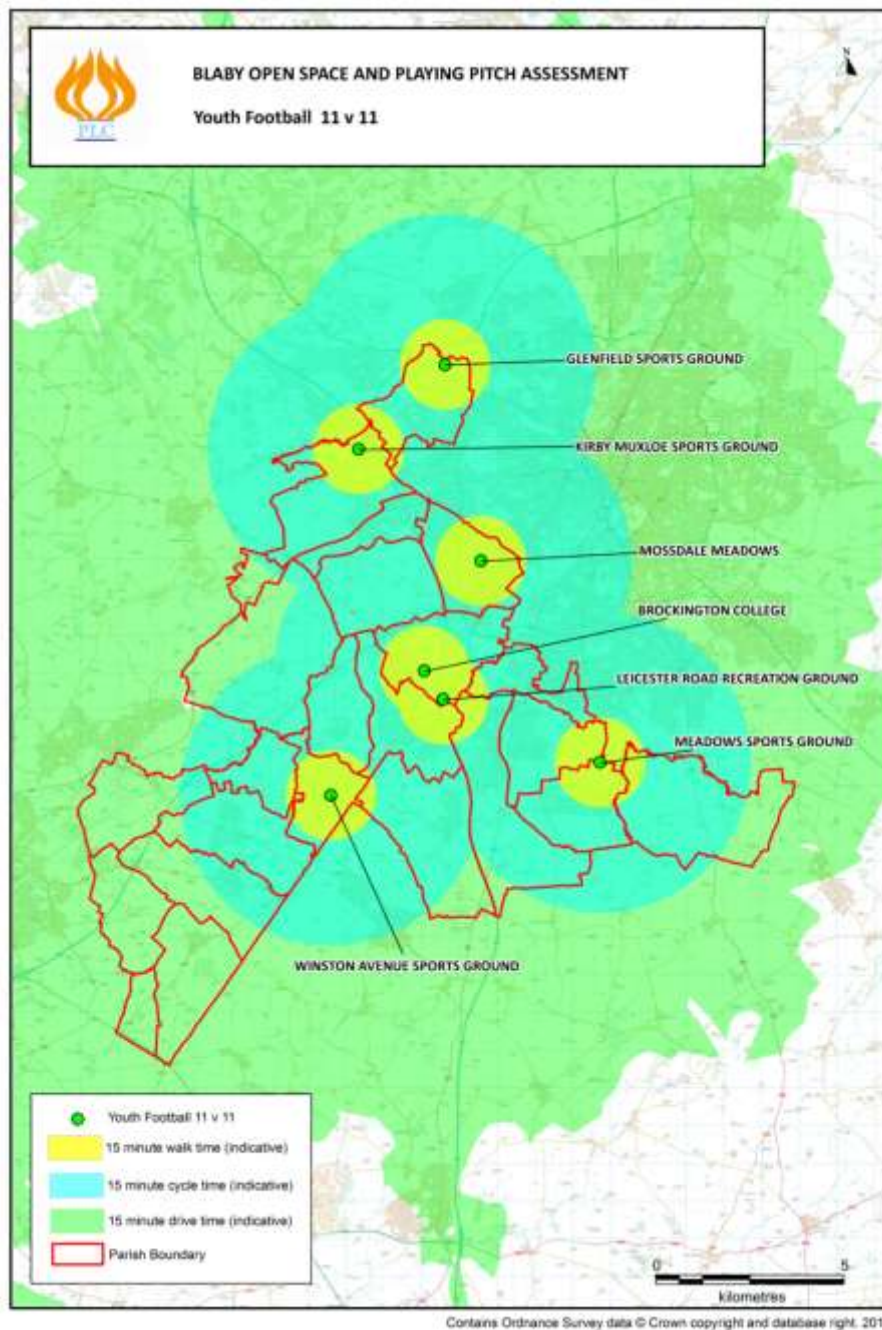 BLABY OPEN SPACE AND PLAYING PITCH ASSESSMENT
Youth Football 11 v 11
PLC
N
GLENFIELD SPORTS GROUND
KIRBY MUXLOE SPORTS GROUND
MOSSDALE MEADOWS
BROCKINGTON COLLEGE
LEICESTER ROAD RECREATION GROUND
MEADOWS SPORTS GROUND
WINSTON AVENUE SPORTS GROUND
Youth Football 11 v 11
15 minute walk time (indicative)
15 minute cycle time (indicative)
15 minute drive time (indicative)
Parish Boundary
0 5
kilometres
Contains Ordnance Survey data © Crown copyright and database right. 201